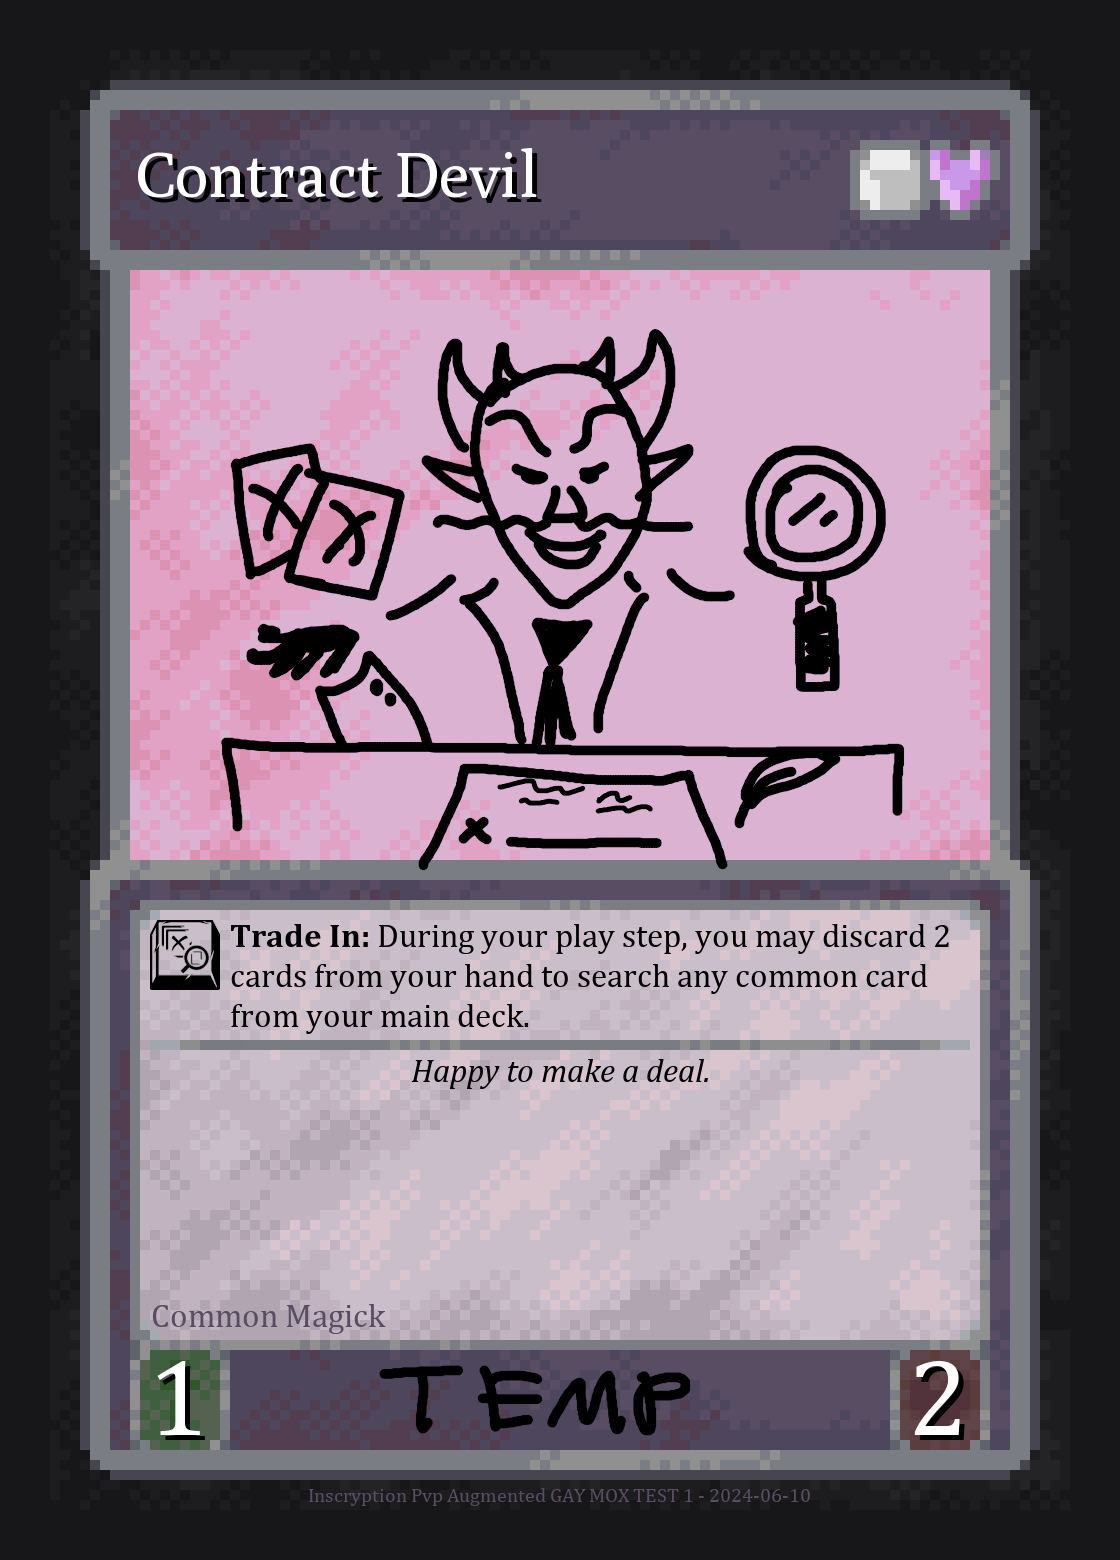 Contract Devil
Trade In: During your play step, you may discard 2
cards from your hand to search any common card
from your main deck.
Happy to make a deal.
Common Magick
1
TEMP
2
Inscryption Pvp Augmented GAY MOX TEST 1 - 2024-06-10